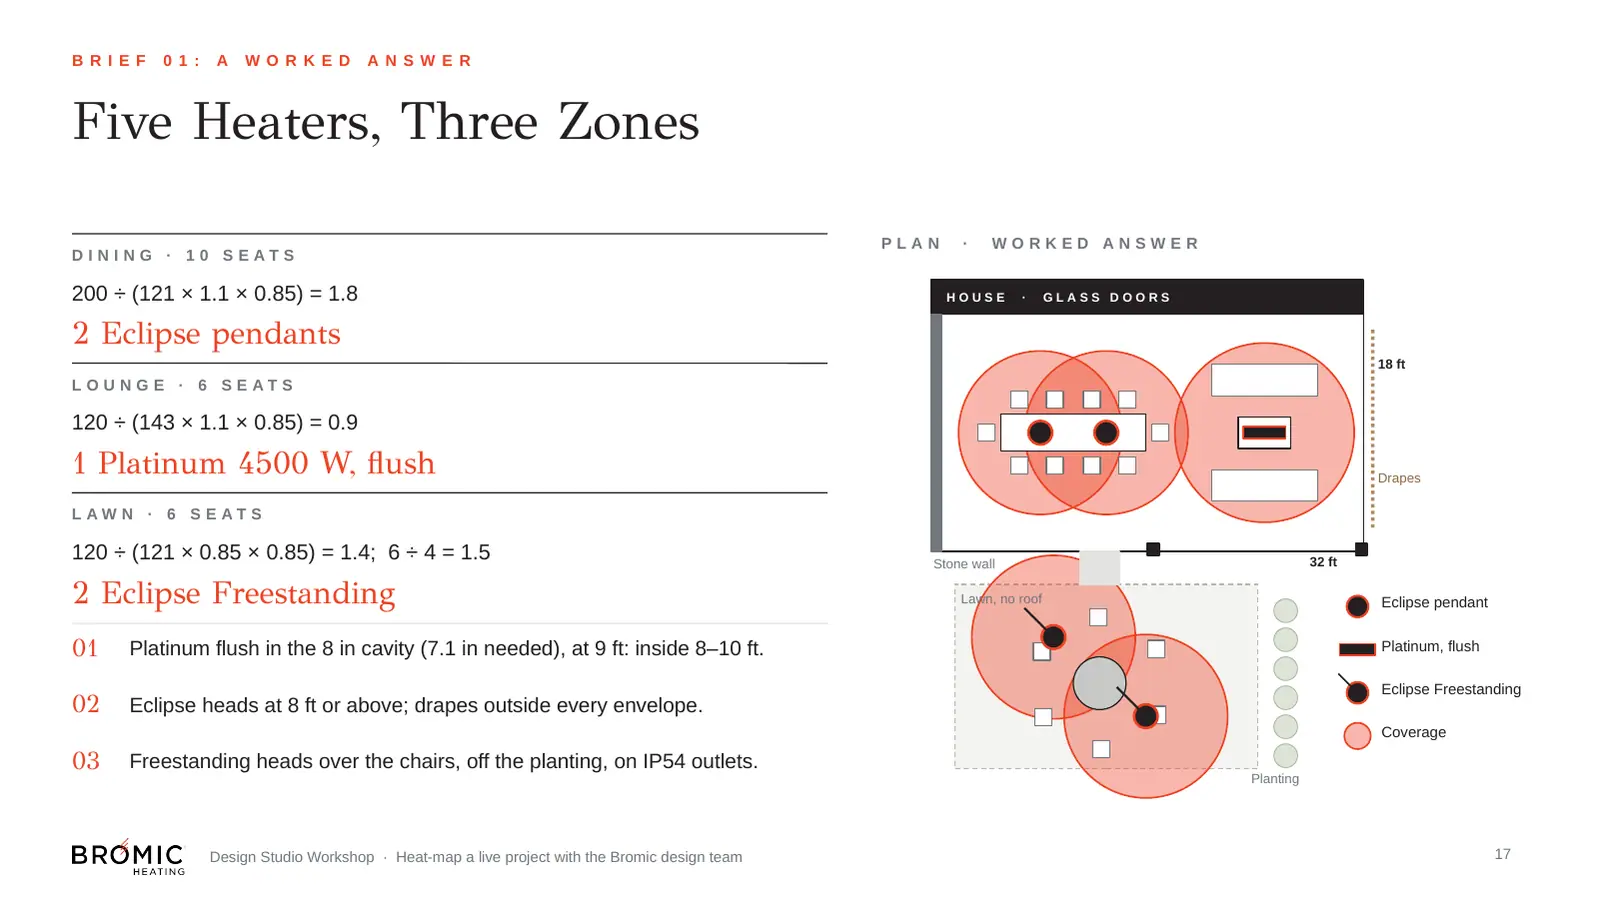 BRIEF 01: A WORKED ANSWER
Five Heaters, Three Zones
DINING · 10 SEATS
200 ÷ (121 × 1.1 × 0.85) = 1.8
2 Eclipse pendants
LOUNGE · 6 SEATS
120 ÷ (143 × 1.1 × 0.85) = 0.9
1 Platinum 4500 W, flush
LAWN · 6 SEATS
120 ÷ (121 × 0.85 × 0.85) = 1.4; 6 ÷ 4 = 1.5
2 Eclipse Freestanding
01 Platinum flush in the 8 in cavity (7.1 in needed), at 9 ft: inside 8–10 ft.
02 Eclipse heads at 8 ft or above; drapes outside every envelope.
03 Freestanding heads over the chairs, off the planting, on IP54 outlets.
PLAN · WORKED ANSWER
HOUSE · GLASS DOORS
18 ft
Drapes
Stone wall
32 ft
Lawn, no roof
Planting
Eclipse pendant
Platinum, flush
Eclipse Freestanding
Coverage
BROMIC
HEATING
Design Studio Workshop · Heat-map a live project with the Bromic design team
17